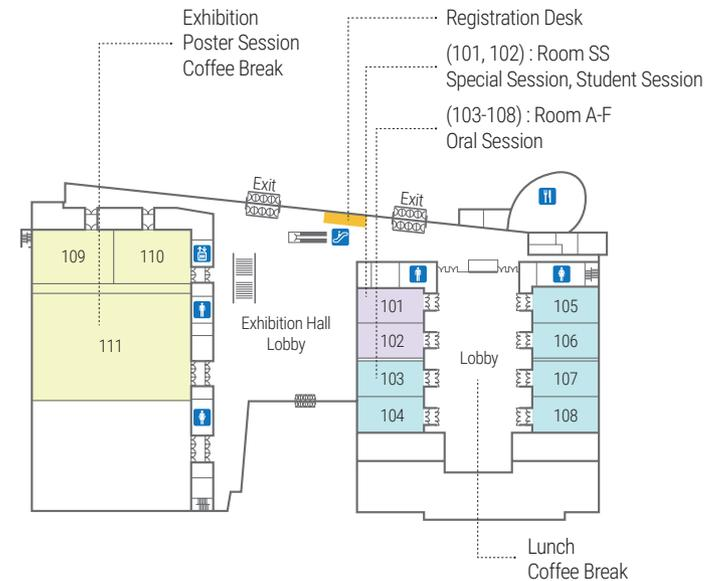 Exhibition
Poster Session
Coffee Break
Registration Desk
(101, 102) : Room SS
Special Session, Student Session
(103-108) : Room A-F
Oral Session
Exit
Exit
109
110
111
Exhibition Hall
Lobby
101
102
103
104
Lobby
105
106
107
108
Lunch
Coffee Break